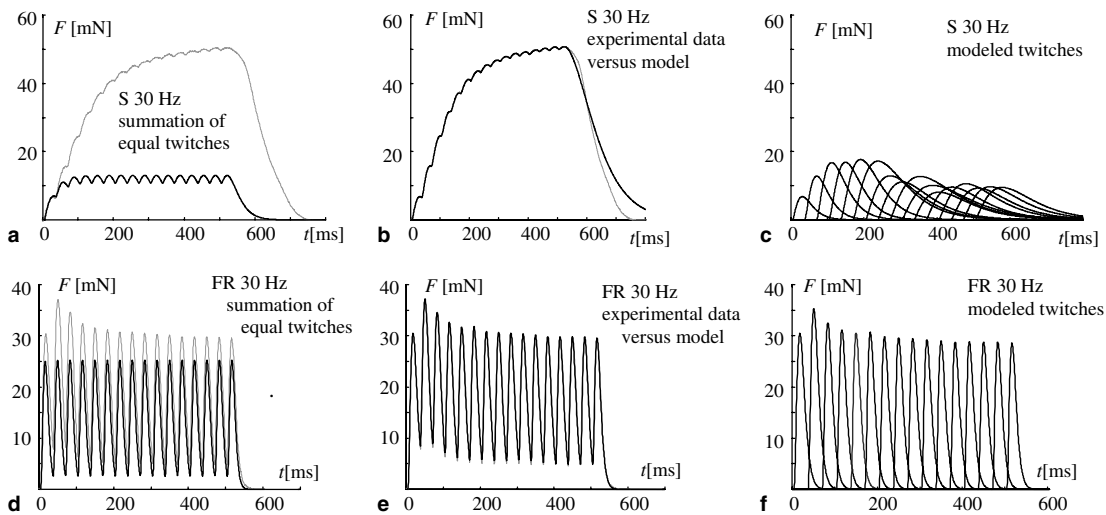 F [mN]
60
40
20
S 30 Hz
summation of
equal twitches
0
200
400
600
t[ms]
a
F [mN]
60
40
20
S 30 Hz
experimental data
versus model
0
200
400
600
t[ms]
b
F [mN]
60
40
20
S 30 Hz
modeled twitches
0
200
400
600
t[ms]
c
F [mN]
40
30
20
10
FR 30 Hz
summation of
equal twitches
t[ms]
0
200
400
600
d
F [mN]
40
30
20
10
FR 30 Hz
experimental data
versus model
t[ms]
0
200
400
600
e
F [mN]
40
30
20
10
FR 30 Hz
modeled twitches
t[ms]
0
200
400
600
f